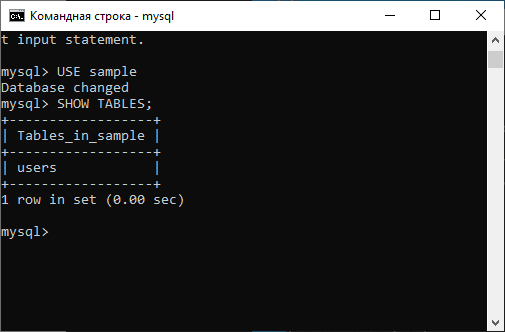 Командная строка - mysql
t input statement.
mysql> USE sample
Database changed
mysql> SHOW TABLES;
+------------------+
| Tables_in_sample |
+------------------+
| users            |
+------------------+
1 row in set (0.00 sec)
mysql>